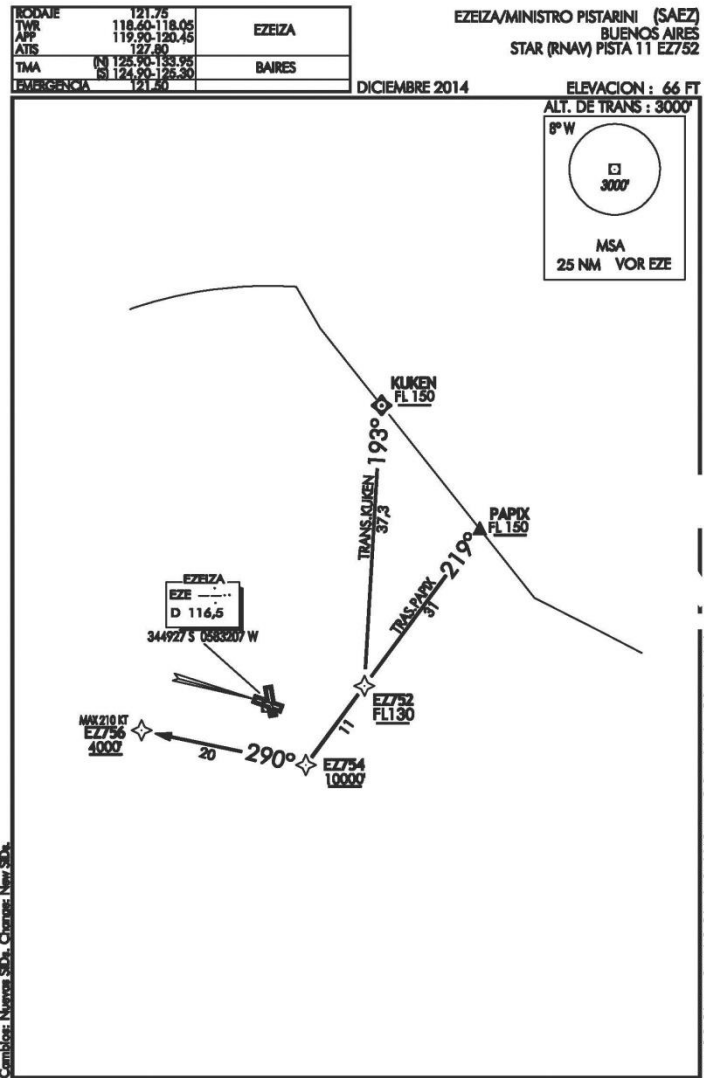 RODAJE 121.75
TWR 118.60-118.05
APP 119.90-120.45
ATIS 127.80
EZEIZA
TMA (N) 125.90-133.95
(S) 124.90-125.30
BAIRES
EMERGENCIA 121.50
EZEIZA/MINISTRO PISTARINI (SAEZ)
BUENOS AIRES
STAR (RNAV) PISTA 11 EZ752
DICIEMBRE 2014
ELEVACION : 66 FT
ALT. DE TRANS : 3000'
8° W
3000'
MSA
25 NM VOR EZE
KUKEN
FL 150
193°
TRANS.KUKEN
37,3
PAPIX
FL 150
219°
TRAS.PAPIX
31
EZEIZA
EZE
D 116,5
344927 S 0583207 W
EZ752
FL130
11
MAX 210 KT
EZ756
4000'
20
290°
EZ754
10000'
Cambios: Nuevas SIDs. Change: New SIDs.